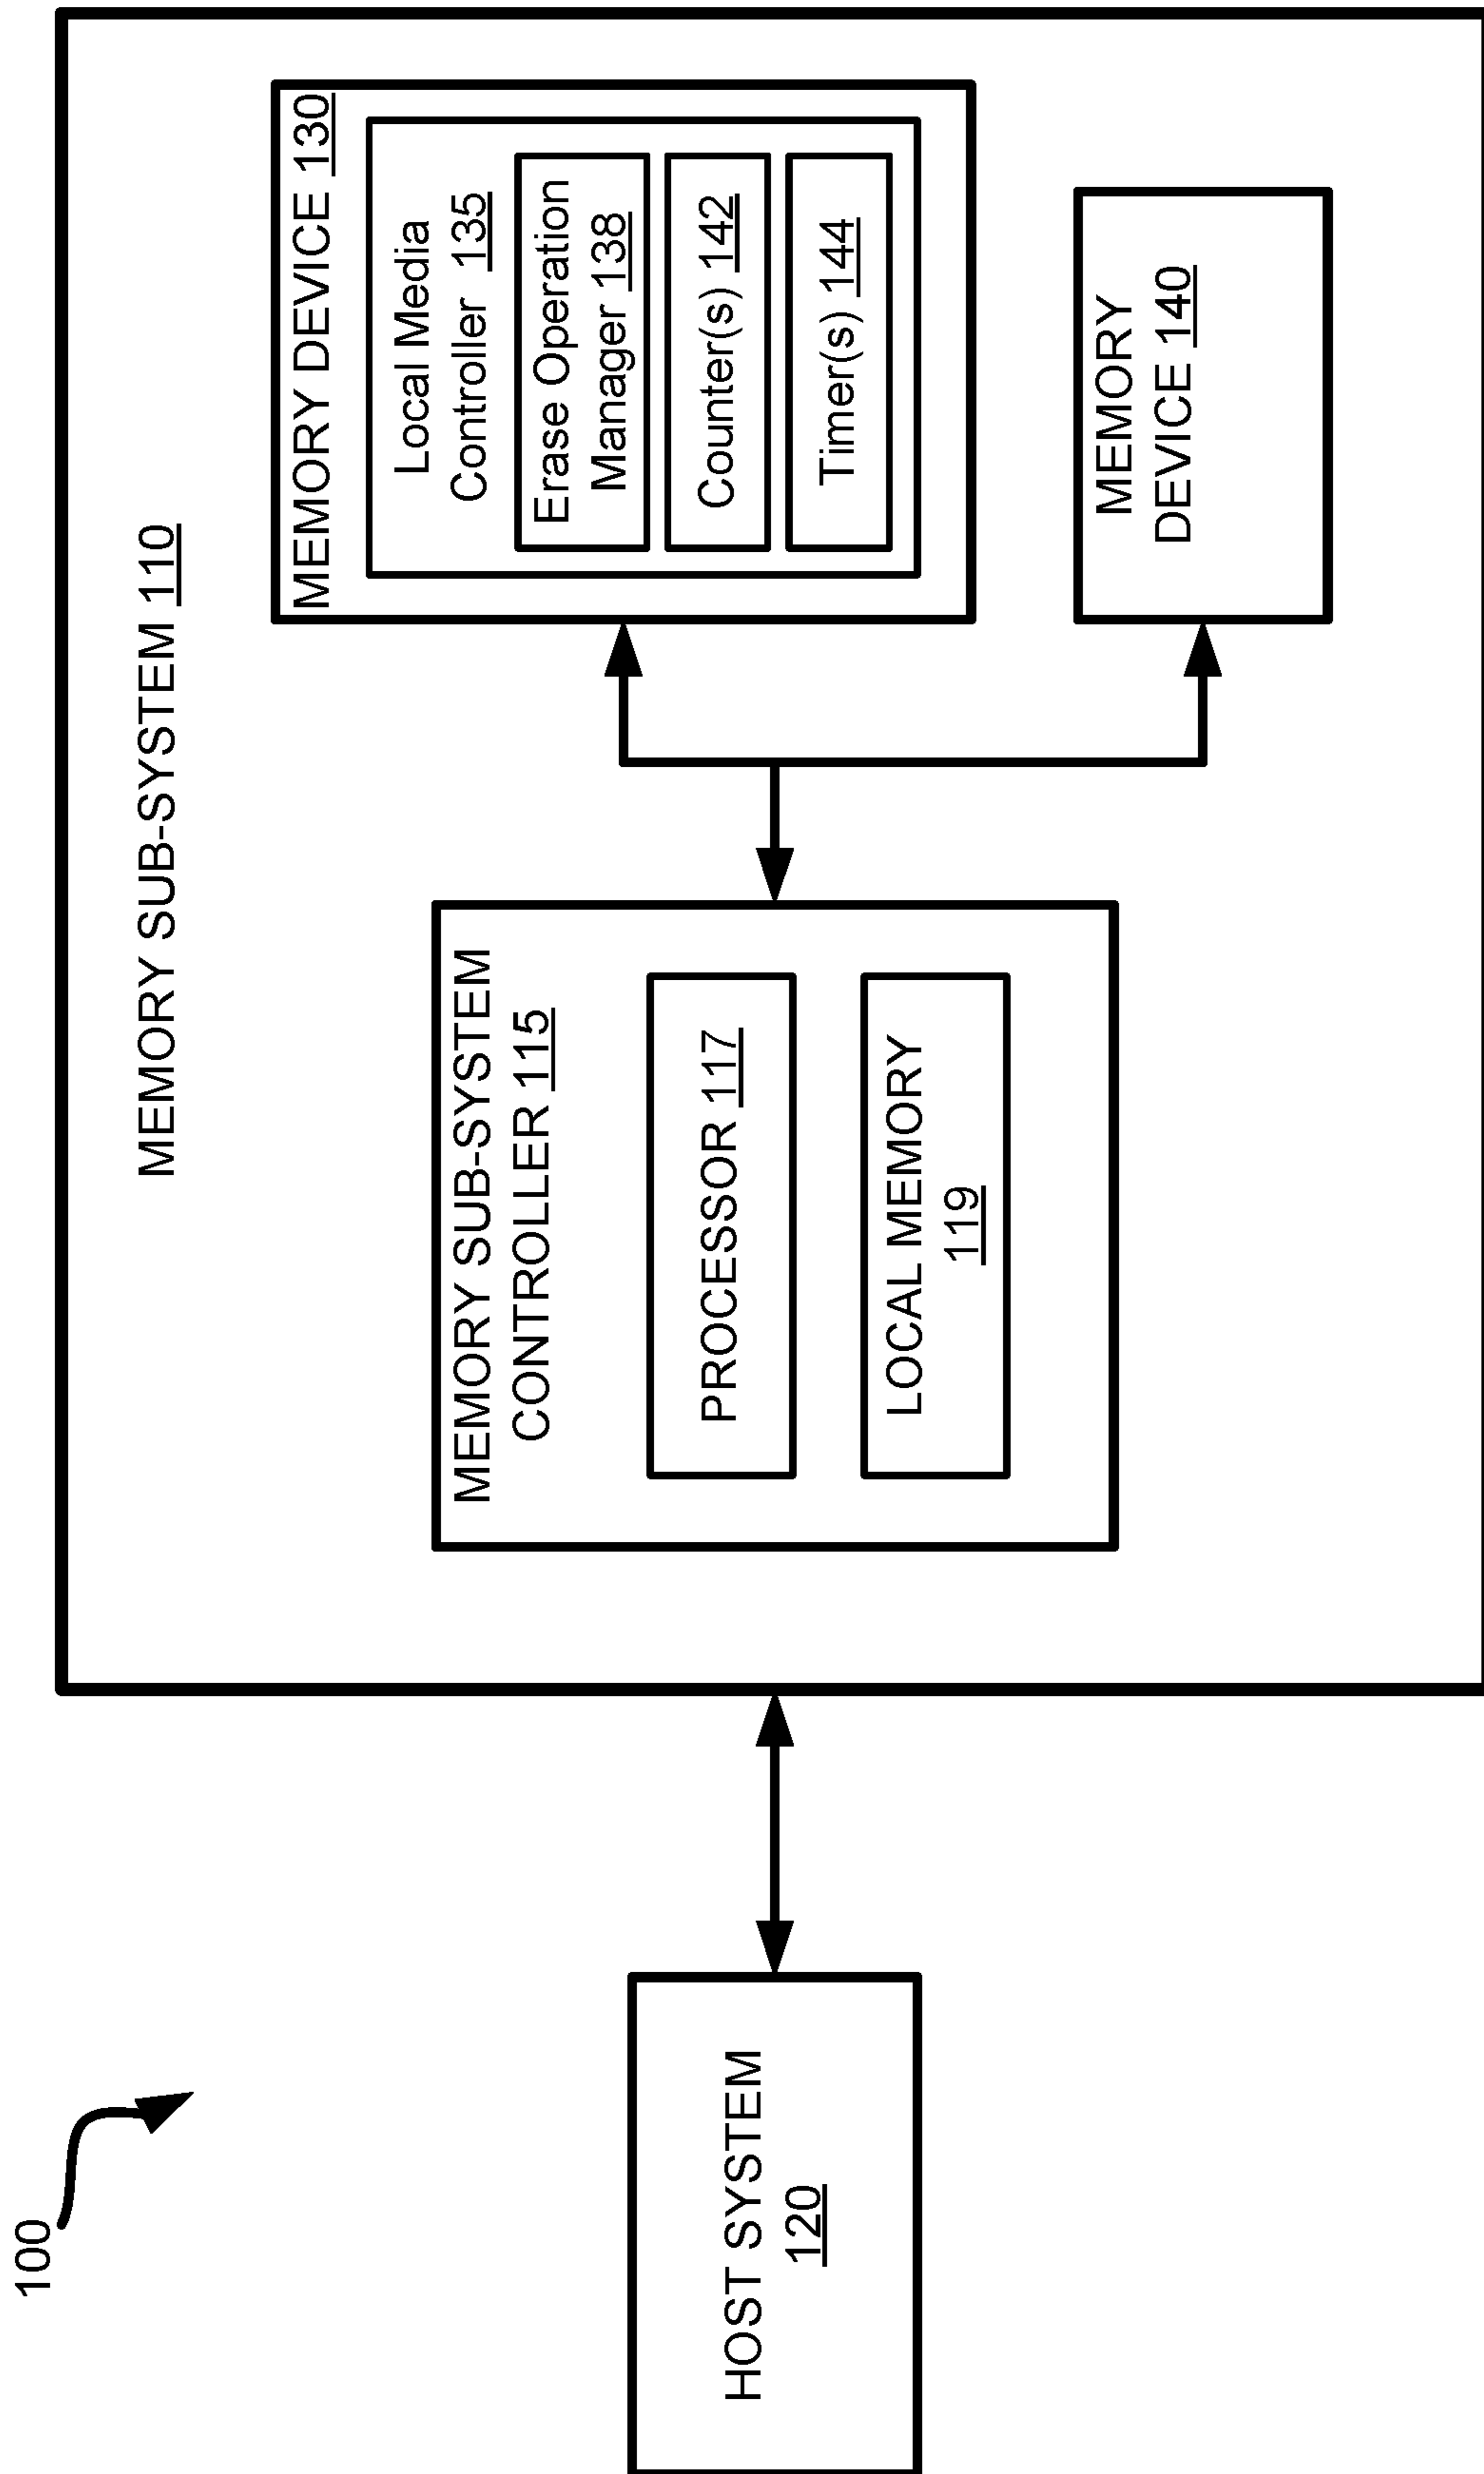 100
HOST SYSTEM
120
MEMORY SUB-SYSTEM 110
MEMORY SUB-SYSTEM
CONTROLLER 115
PROCESSOR 117
LOCAL MEMORY
119
MEMORY DEVICE 130
Local Media
Controller 135
Erase Operation
Manager 138
Counter(s) 142
Timer(s) 144
MEMORY
DEVICE 140